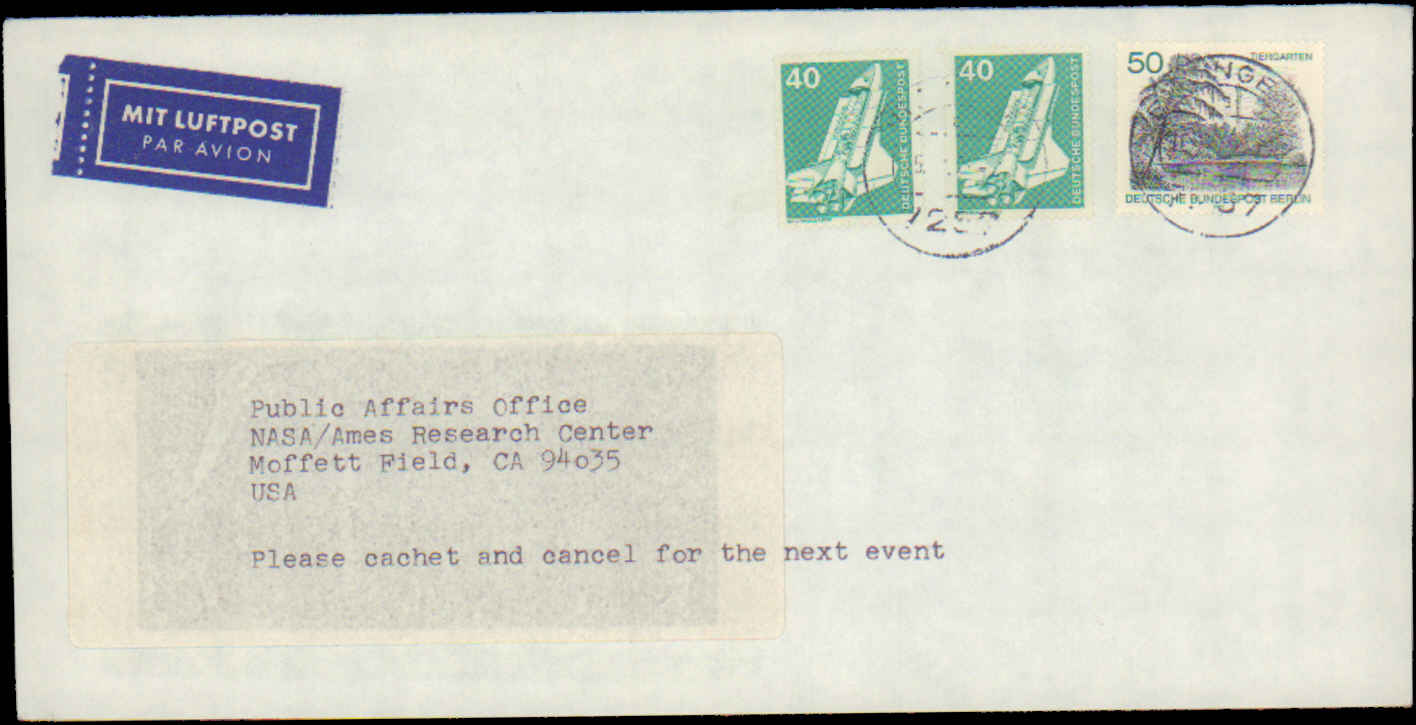 MIT LUFTPOST
PAR AVION
40
DEUTSCHE BUNDESPOST
40
DEUTSCHE BUNDESPOST
50
TIERGARTEN
DEUTSCHE BUNDESPOST BERLIN
Public Affairs Office
NASA/Ames Research Center
Moffett Field, CA 94035
USA
Please cachet and cancel for the next event